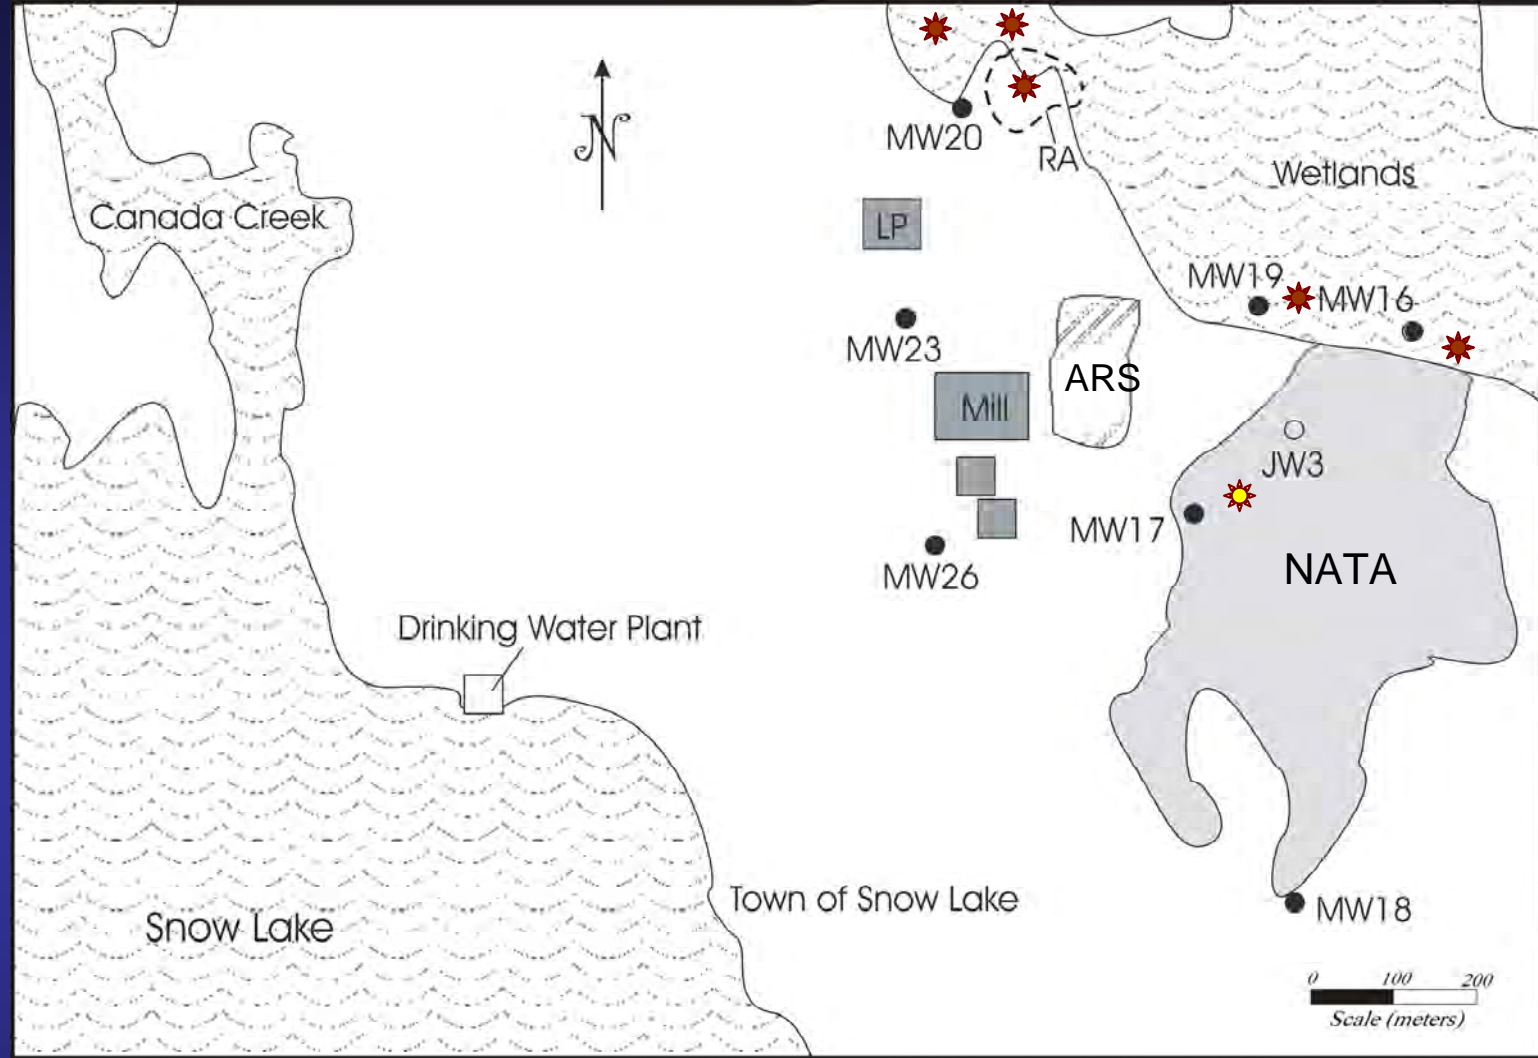 N
MW20
RA
Wetlands
Canada Creek
LP
MW19
MW16
MW23
ARS
Mill
JW3
MW17
NATA
MW26
Drinking Water Plant
Town of Snow Lake
MW18
Snow Lake
0 100 200
Scale (meters)